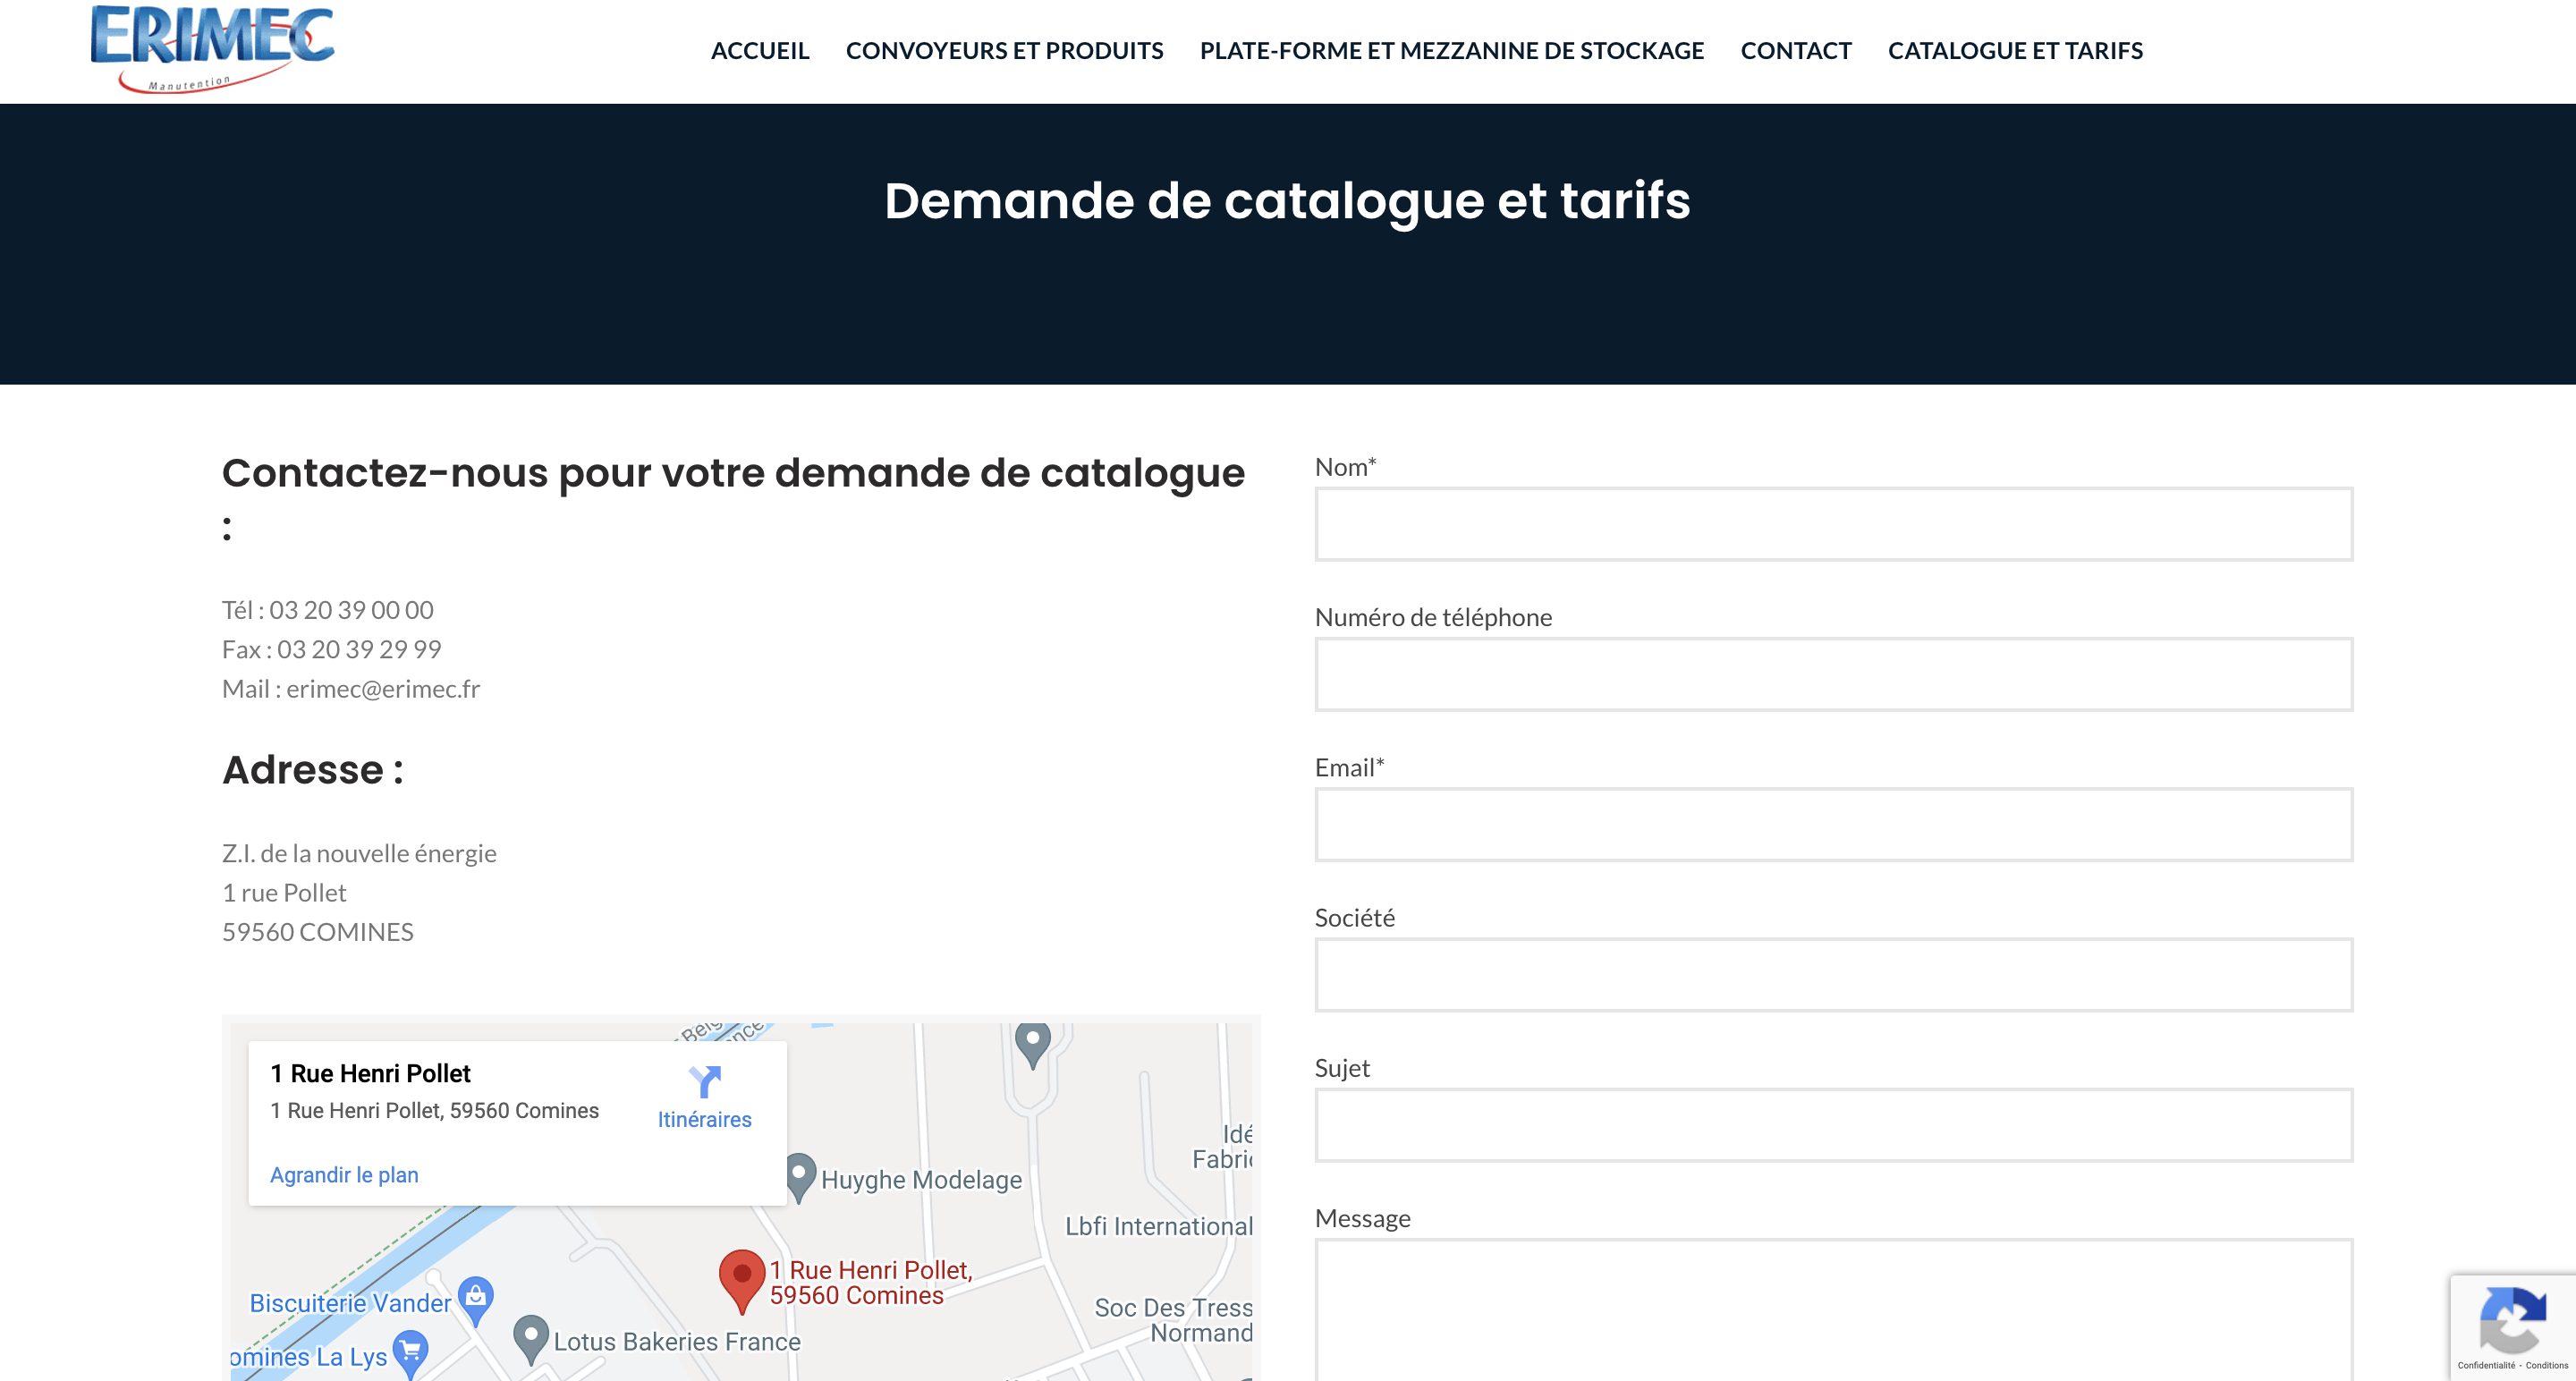 ERIMEC
Manutention
ACCUEIL
CONVOYEURS ET PRODUITS
PLATE-FORME ET MEZZANINE DE STOCKAGE
CONTACT
CATALOGUE ET TARIFS
Demande de catalogue et tarifs
Contactez-nous pour votre demande de catalogue
:
Tél : 03 20 39 00 00
Fax : 03 20 39 29 99
Mail : erimec@erimec.fr
Adresse :
Z.I. de la nouvelle énergie
1 rue Pollet
59560 COMINES
1 Rue Henri Pollet
1 Rue Henri Pollet, 59560 Comines
Itinéraires
Agrandir le plan
Huyghe Modelage
Idé
Fabric
Lbfi International
1 Rue Henri Pollet,
59560 Comines
Biscuiterie Vander
Lotus Bakeries France
omines La Lys
Soc Des Tress
Normand
Nom*
Numéro de téléphone
Email*
Société
Sujet
Message
Confidentialité - Conditions